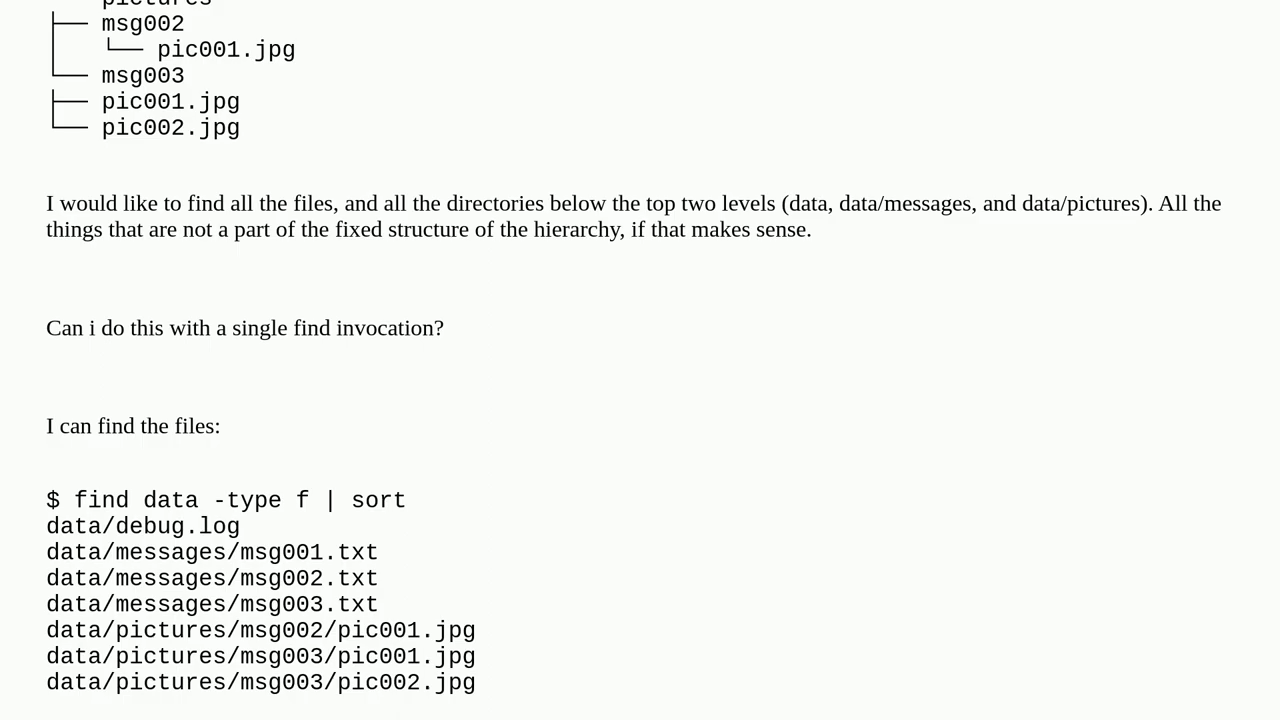 pictures
├── msg002
│   └── pic001.jpg
└── msg003
├── pic001.jpg
└── pic002.jpg
I would like to find all the files, and all the directories below the top two levels (data, data/messages, and data/pictures). All the
things that are not a part of the fixed structure of the hierarchy, if that makes sense.
Can i do this with a single find invocation?
I can find the files:
$ find data -type f | sort
data/debug.log
data/messages/msg001.txt
data/messages/msg002.txt
data/messages/msg003.txt
data/pictures/msg002/pic001.jpg
data/pictures/msg003/pic001.jpg
data/pictures/msg003/pic002.jpg